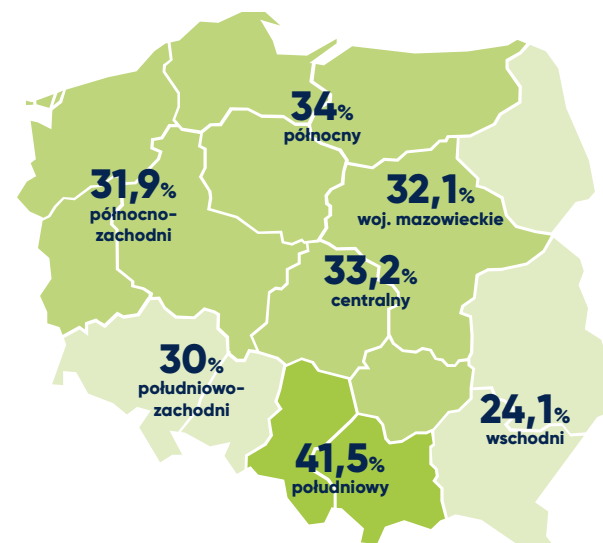 34%
północny
31,9%
północno-
zachodni
32,1%
woj. mazowieckie
33,2%
centralny
30%
południowo-
zachodni
24,1%
wschodni
41,5%
południowy